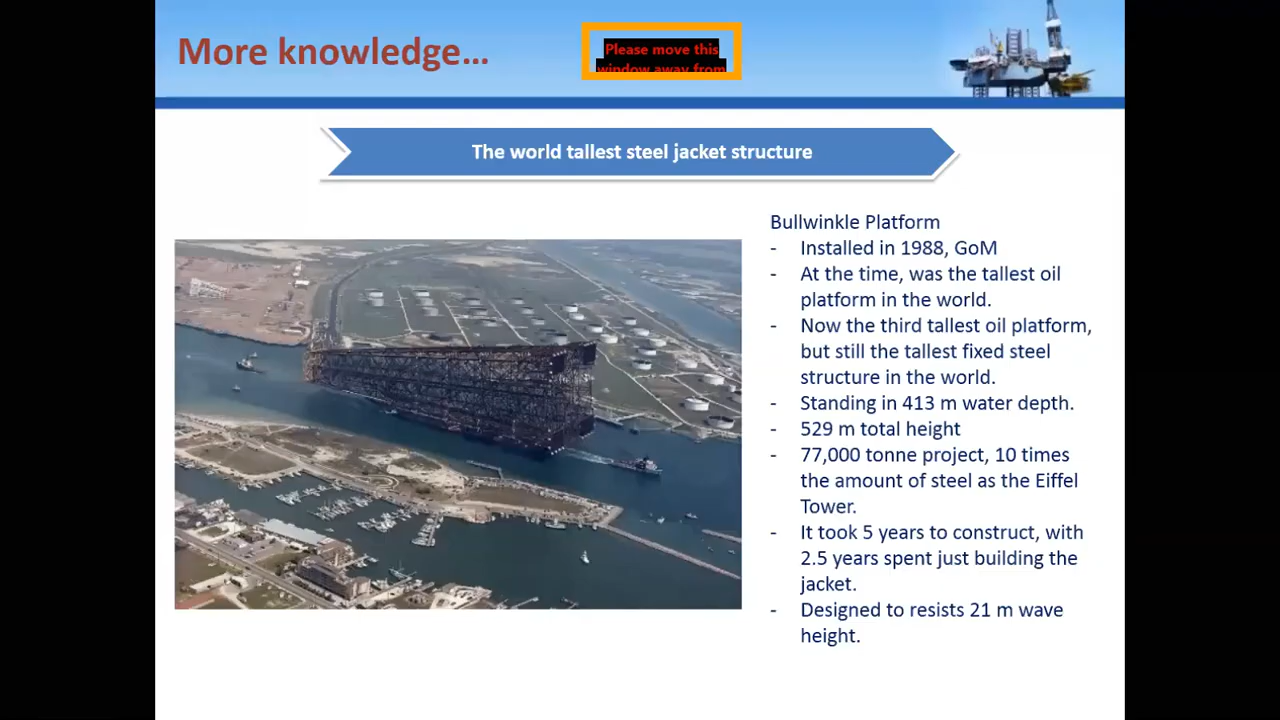 More knowledge...
Please move this
window away from
The world tallest steel jacket structure
Bullwinkle Platform
- Installed in 1988, GoM
- At the time, was the tallest oil
platform in the world.
- Now the third tallest oil platform,
but still the tallest fixed steel
structure in the world.
- Standing in 413 m water depth.
- 529 m total height
- 77,000 tonne project, 10 times
the amount of steel as the Eiffel
Tower.
- It took 5 years to construct, with
2.5 years spent just building the
jacket.
- Designed to resists 21 m wave
height.